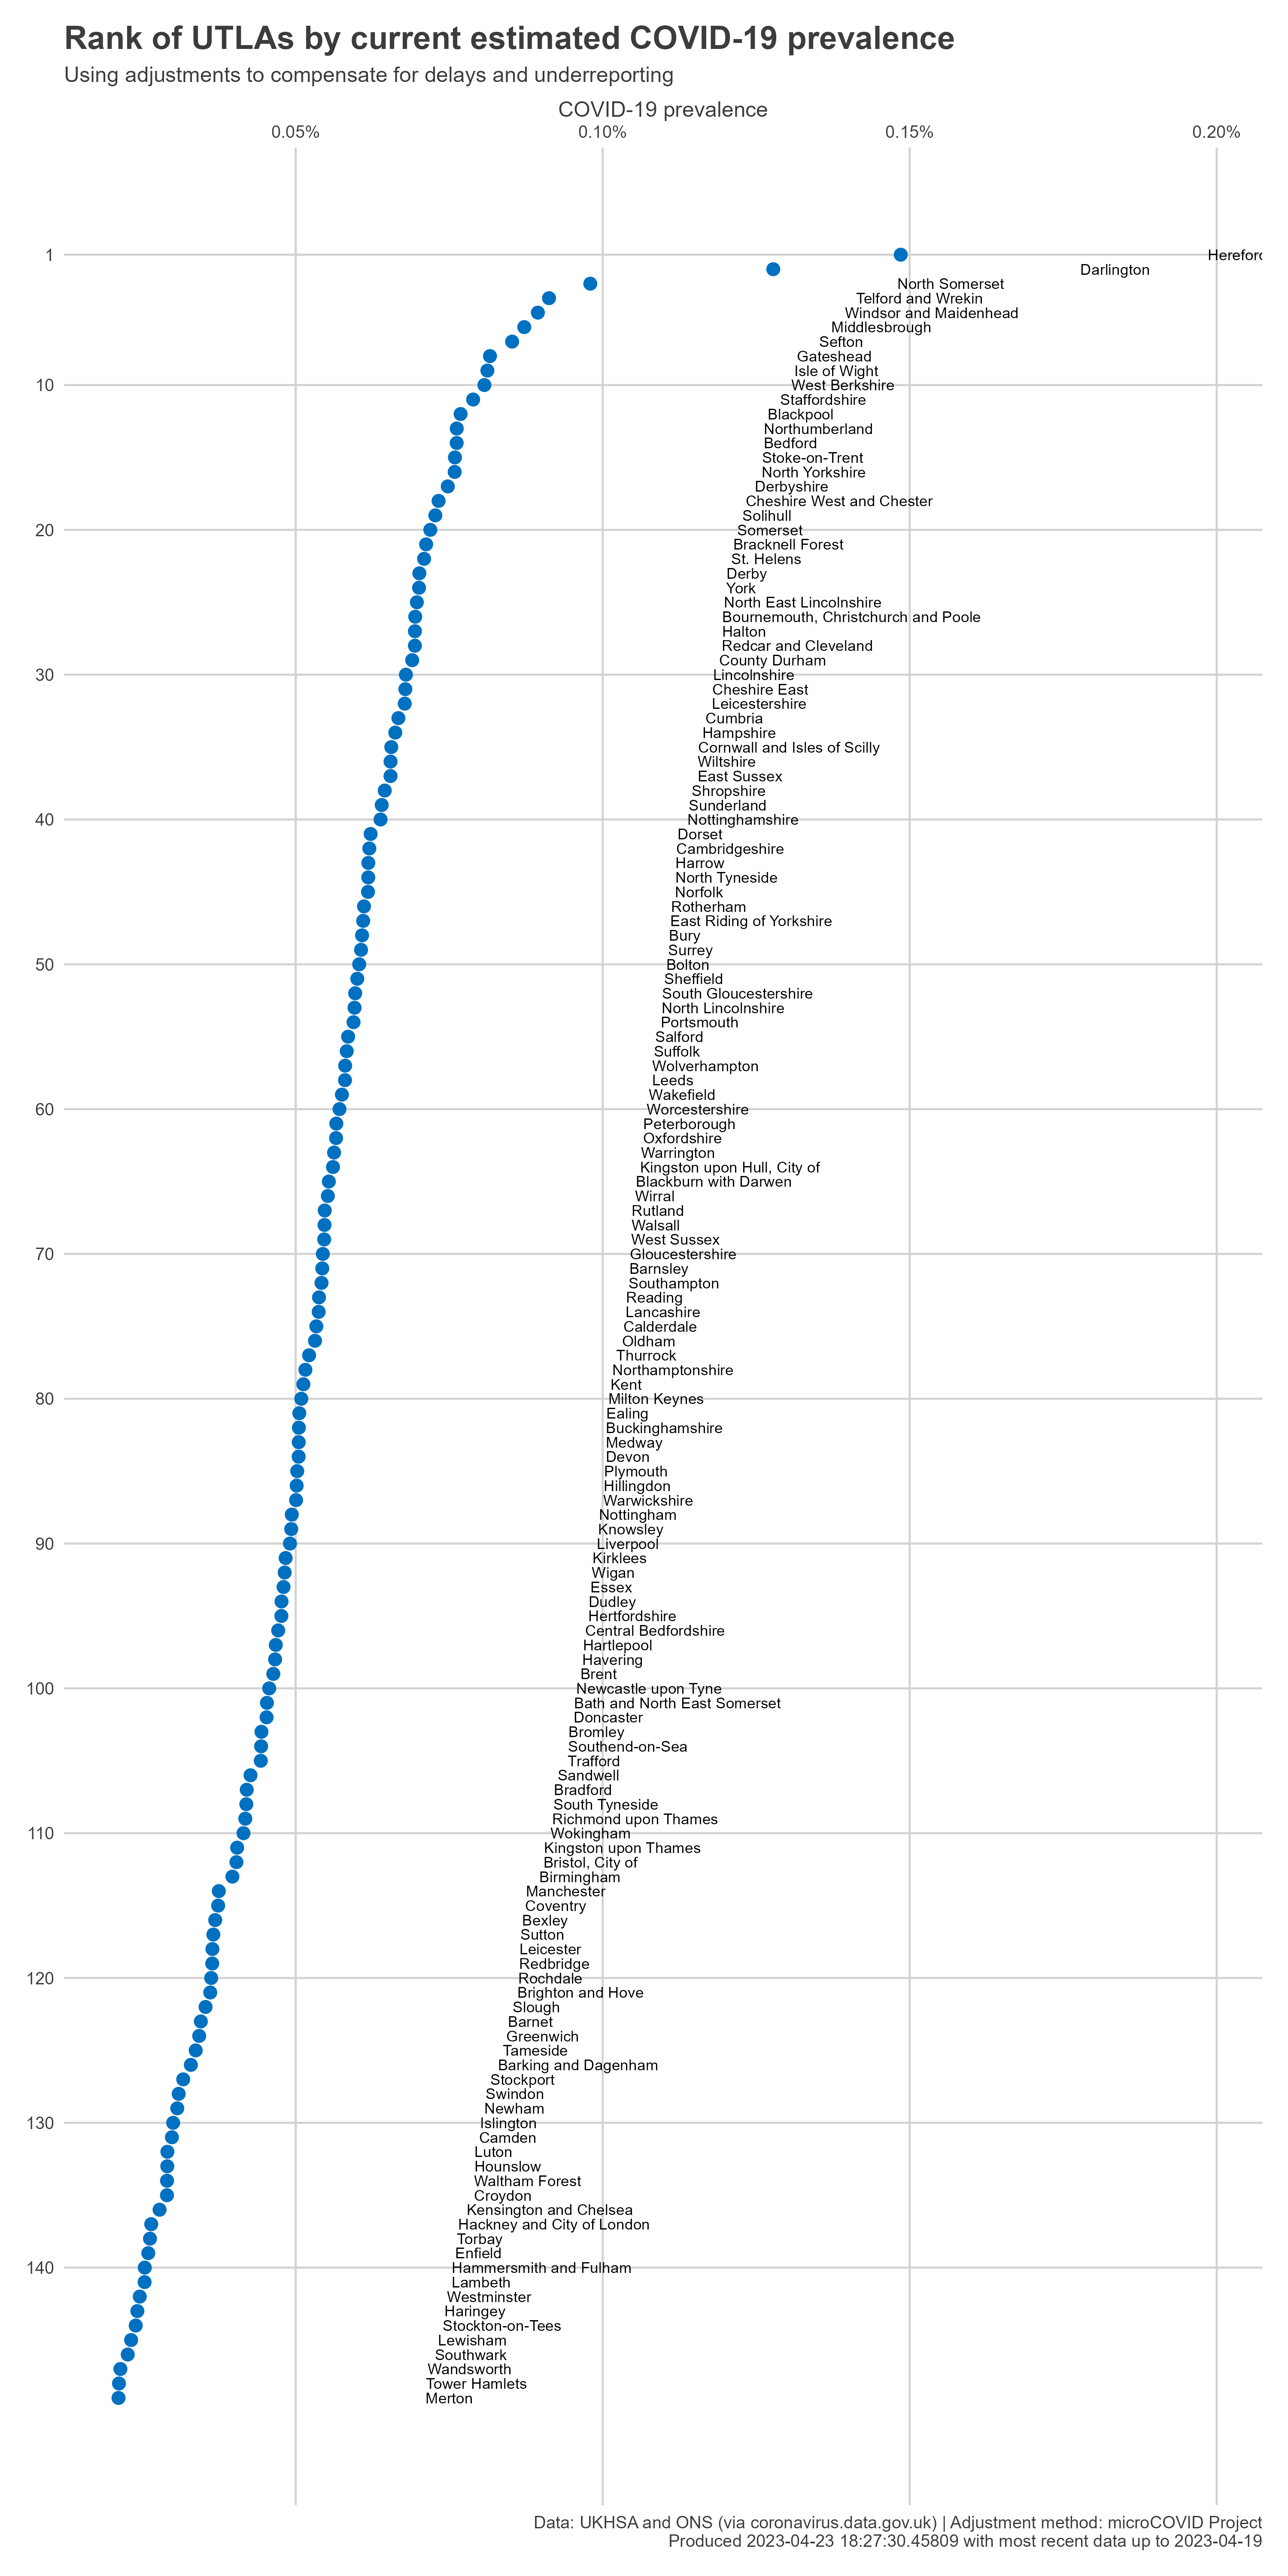 Rank of UTLAs by current estimated COVID-19 prevalence
Using adjustments to compensate for delays and underreporting
COVID-19 prevalence
0.05% 0.10% 0.15% 0.20%
1 Hereford
Darlington
North Somerset
Telford and Wrekin
Windsor and Maidenhead
Middlesbrough
Sefton
Gateshead
Isle of Wight
10 West Berkshire
Staffordshire
Blackpool
Northumberland
Bedford
Stoke-on-Trent
North Yorkshire
Derbyshire
Cheshire West and Chester
Solihull
20 Somerset
Bracknell Forest
St. Helens
Derby
York
North East Lincolnshire
Bournemouth, Christchurch and Poole
Halton
Redcar and Cleveland
County Durham
30 Lincolnshire
Cheshire East
Leicestershire
Cumbria
Hampshire
Cornwall and Isles of Scilly
Wiltshire
East Sussex
Shropshire
Sunderland
40 Nottinghamshire
Dorset
Cambridgeshire
Harrow
North Tyneside
Norfolk
Rotherham
East Riding of Yorkshire
Bury
Surrey
50 Bolton
Sheffield
South Gloucestershire
North Lincolnshire
Portsmouth
Salford
Suffolk
Wolverhampton
Leeds
Wakefield
60 Worcestershire
Peterborough
Oxfordshire
Warrington
Kingston upon Hull, City of
Blackburn with Darwen
Wirral
Rutland
Walsall
West Sussex
70 Gloucestershire
Barnsley
Southampton
Reading
Lancashire
Calderdale
Oldham
Thurrock
Northamptonshire
Kent
80 Milton Keynes
Ealing
Buckinghamshire
Medway
Devon
Plymouth
Hillingdon
Warwickshire
Nottingham
Knowsley
90 Liverpool
Kirklees
Wigan
Essex
Dudley
Hertfordshire
Central Bedfordshire
Hartlepool
Havering
Brent
100 Newcastle upon Tyne
Bath and North East Somerset
Doncaster
Bromley
Southend-on-Sea
Trafford
Sandwell
Bradford
South Tyneside
Richmond upon Thames
110 Wokingham
Kingston upon Thames
Bristol, City of
Birmingham
Manchester
Coventry
Bexley
Sutton
Leicester
Redbridge
120 Rochdale
Brighton and Hove
Slough
Barnet
Greenwich
Tameside
Barking and Dagenham
Stockport
Swindon
Newham
130 Islington
Camden
Luton
Hounslow
Waltham Forest
Croydon
Kensington and Chelsea
Hackney and City of London
Torbay
Enfield
140 Hammersmith and Fulham
Lambeth
Westminster
Haringey
Stockton-on-Tees
Lewisham
Southwark
Wandsworth
Tower Hamlets
Merton
Data: UKHSA and ONS (via coronavirus.data.gov.uk) | Adjustment method: microCOVID Project
Produced 2023-04-23 18:27:30.45809 with most recent data up to 2023-04-19